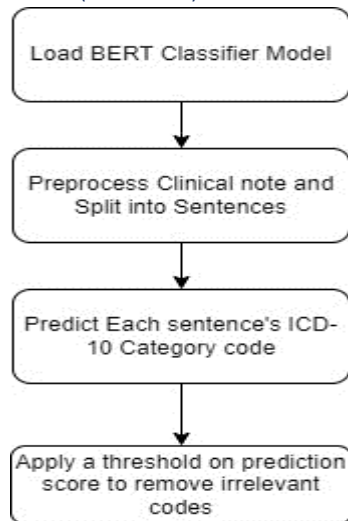 Load BERT Classifier Model
Preprocess Clinical note and
Split into Sentences
Predict Each sentence's ICD-
10 Category code
Apply a threshold on prediction
score to remove irrelevant
codes